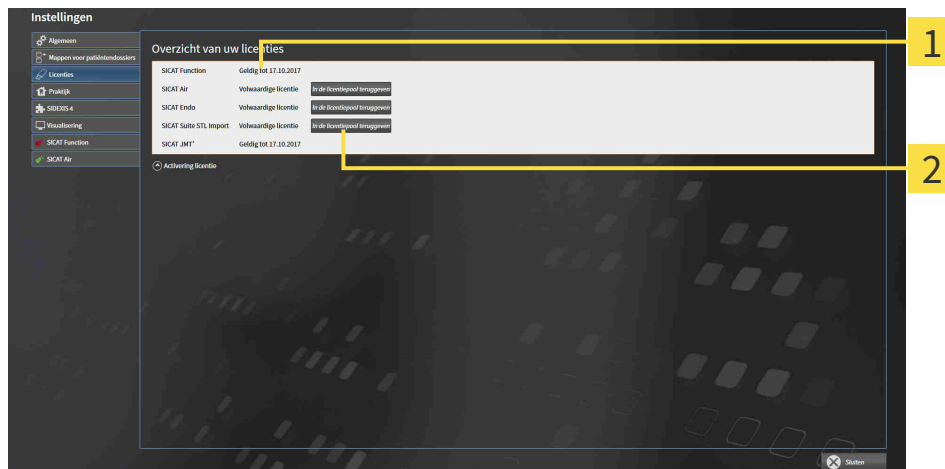 Instellingen
Algemeen
Mappen voor patiëntendossiers
Licenties
Praktijk
SIDEXIS 4
Visualisering
SICAT Function
SICAT Air
Overzicht van uw licenties
SICAT Function Geldig tot 17.10.2017
SICAT Air Volwaardige licentie In de licentiepool teruggeven
SICAT Endo Volwaardige licentie In de licentiepool teruggeven
SICAT Suite STL Import Volwaardige licentie In de licentiepool teruggeven
SICAT JMT⁺ Geldig tot 17.10.2017
Activering licentie
Sluiten
1
2